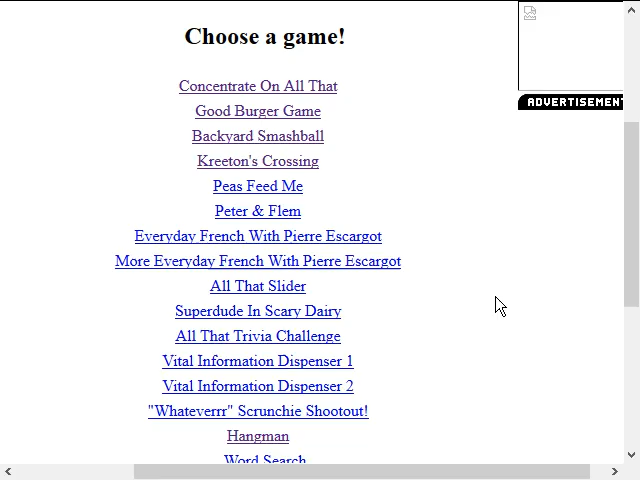 Choose a game!
ADVERTISEMENT
Concentrate On All That
Good Burger Game
Backyard Smashball
Kreeton's Crossing
Peas Feed Me
Peter & Flem
Everyday French With Pierre Escargot
More Everyday French With Pierre Escargot
All That Slider
Superdude In Scary Dairy
All That Trivia Challenge
Vital Information Dispenser 1
Vital Information Dispenser 2
"Whateverrr" Scrunchie Shootout!
Hangman
Word Search